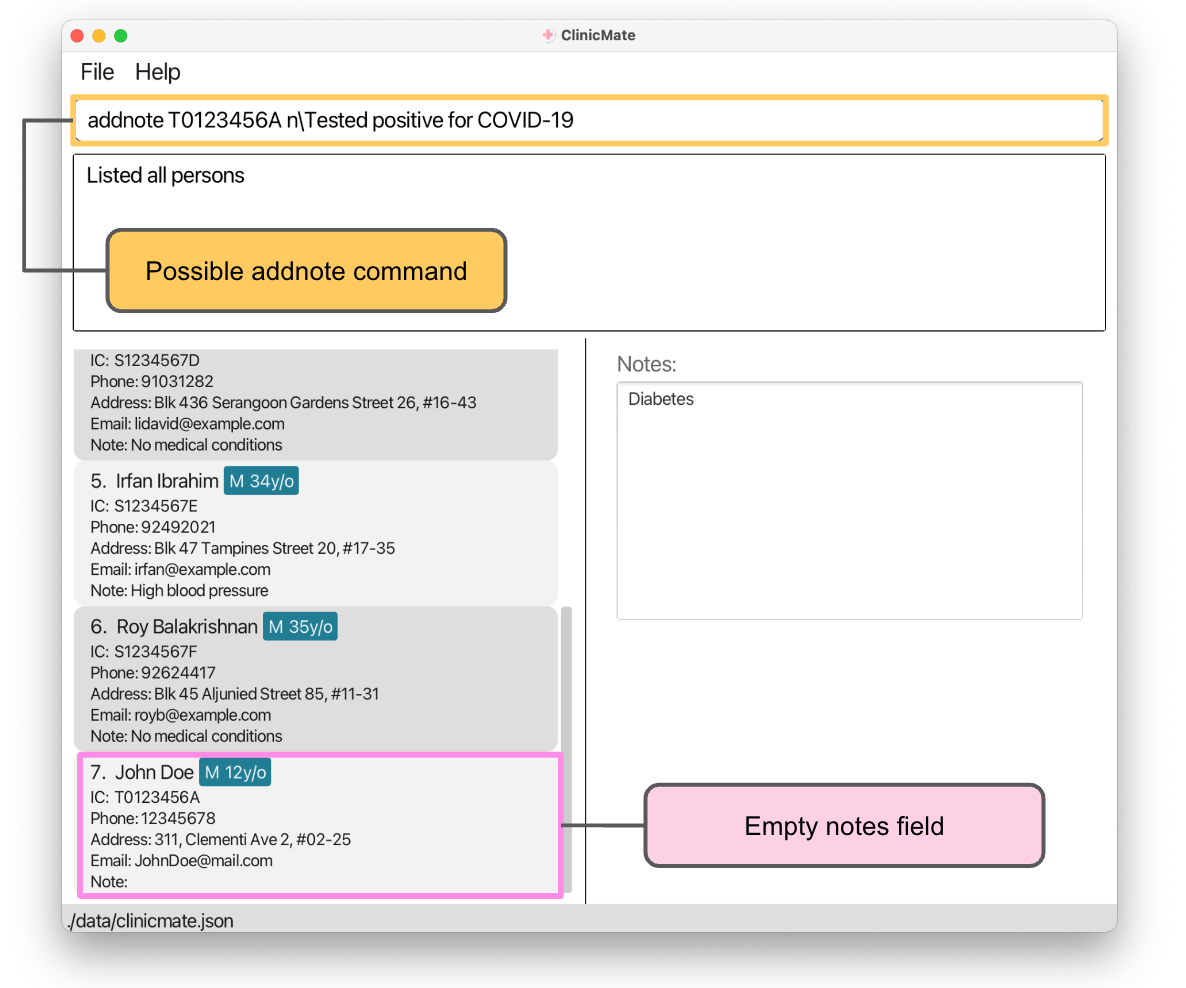 ClinicMate
File Help
addnote T0123456A n\Tested positive for COVID-19
Listed all persons
Possible addnote command
IC: S1234567D
Phone: 91031282
Address: Blk 436 Serangoon Gardens Street 26, #16-43
Email: lidavid@example.com
Note: No medical conditions
5. Irfan Ibrahim M 34y/o
IC: S1234567E
Phone: 92492021
Address: Blk 47 Tampines Street 20, #17-35
Email: irfan@example.com
Note: High blood pressure
6. Roy Balakrishnan M 35y/o
IC: S1234567F
Phone: 92624417
Address: Blk 45 Aljunied Street 85, #11-31
Email: royb@example.com
Note: No medical conditions
7. John Doe M 12y/o
IC: T0123456A
Phone: 12345678
Address: 311, Clementi Ave 2, #02-25
Email: JohnDoe@mail.com
Note:
Notes:
Diabetes
Empty notes field
./data/clinicmate.json